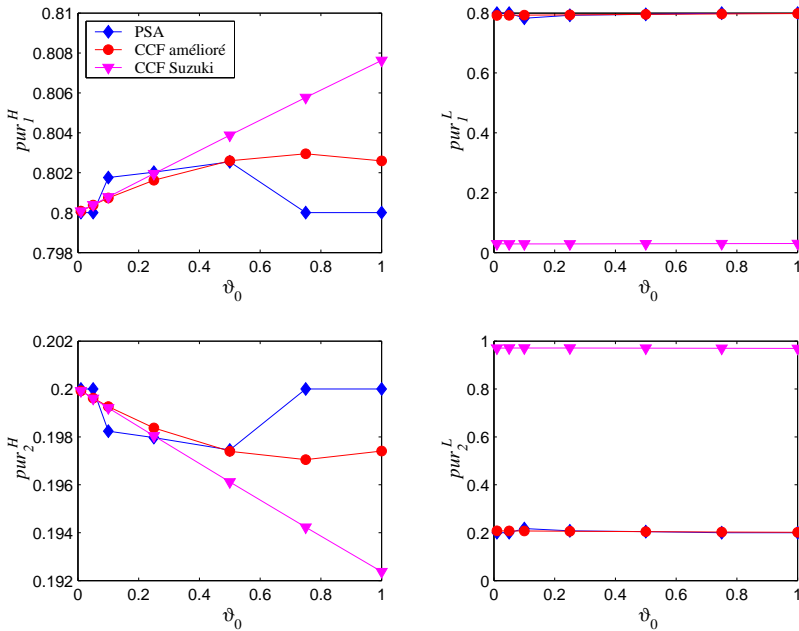 0.81
0.808
0.806
0.804
0.802
0.8
0.798
pur₁ᴴ
PSA
CCF amélioré
CCF Suzuki
0 0.2 0.4 0.6 0.8 1
ϑ₀
0.8
0.6
0.4
0.2
0
pur₁ᴸ
0 0.2 0.4 0.6 0.8 1
ϑ₀
0.202
0.2
0.198
0.196
0.194
0.192
pur₂ᴴ
0 0.2 0.4 0.6 0.8 1
ϑ₀
1
0.8
0.6
0.4
0.2
0
pur₂ᴸ
0 0.2 0.4 0.6 0.8 1
ϑ₀